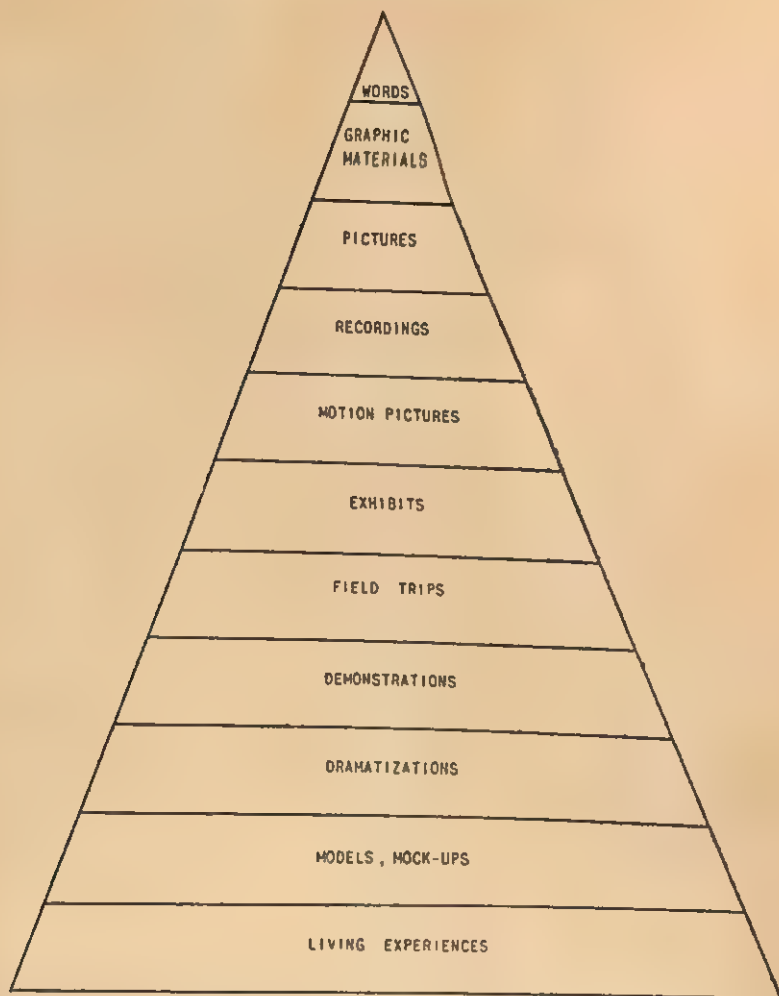 WORDS
GRAPHIC
MATERIALS
PICTURES
RECORDINGS
MOTION PICTURES
EXHIBITS
FIELD TRIPS
DEMONSTRATIONS
DRAMATIZATIONS
MODELS, MOCK-UPS
LIVING EXPERIENCES